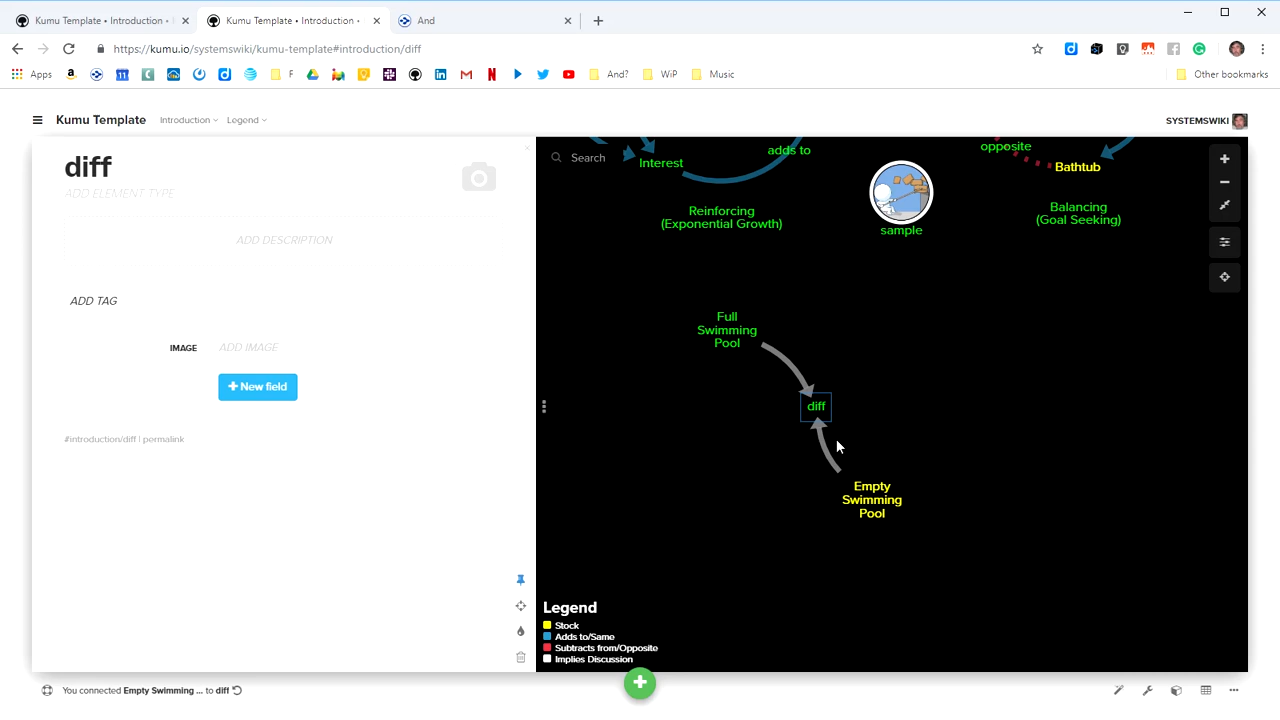 Kumu Template • Introduction •
Kumu Template • Introduction •
And
https://kumu.io/systemswiki/kumu-template#introduction/diff
Apps
F
And?
WiP
Music
Other bookmarks
Kumu Template
Introduction
Legend
SYSTEMSWIKI
diff
ADD ELEMENT TYPE
ADD DESCRIPTION
ADD TAG
IMAGE
ADD IMAGE
+ New field
#introduction/diff | permalink
Search
adds to
opposite
Interest
Bathtub
Reinforcing
(Exponential Growth)
sample
Balancing
(Goal Seeking)
Full
Swimming
Pool
diff
Empty
Swimming
Pool
Legend
Stock
Adds to/Same
Subtracts from/Opposite
Implies Discussion
You connected Empty Swimming ... to diff